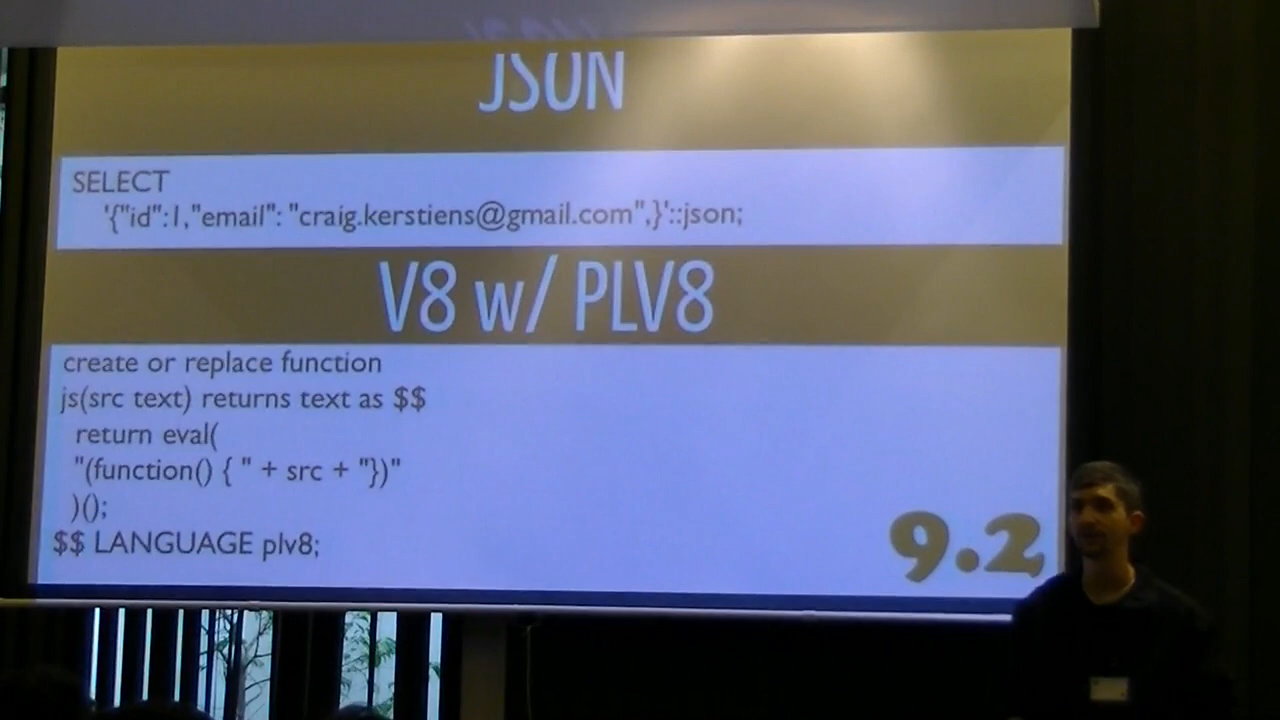 JSON
SELECT
'{"id":1,"email": "craig.kerstiens@gmail.com",}'::json;
V8 w/ PLV8
create or replace function
js(src text) returns text as $$
return eval(
"(function() { " + src + "})"
)();
$$ LANGUAGE plv8;
9.2